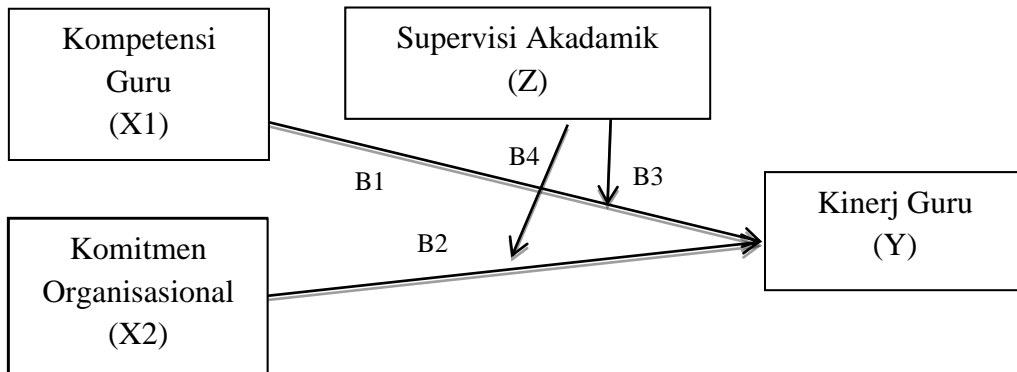 Kompetensi
Guru
(X1)
Supervisi Akadamik
(Z)
B4
B3
B1
Kinerj Guru
(Y)
B2
Komitmen
Organisasional
(X2)